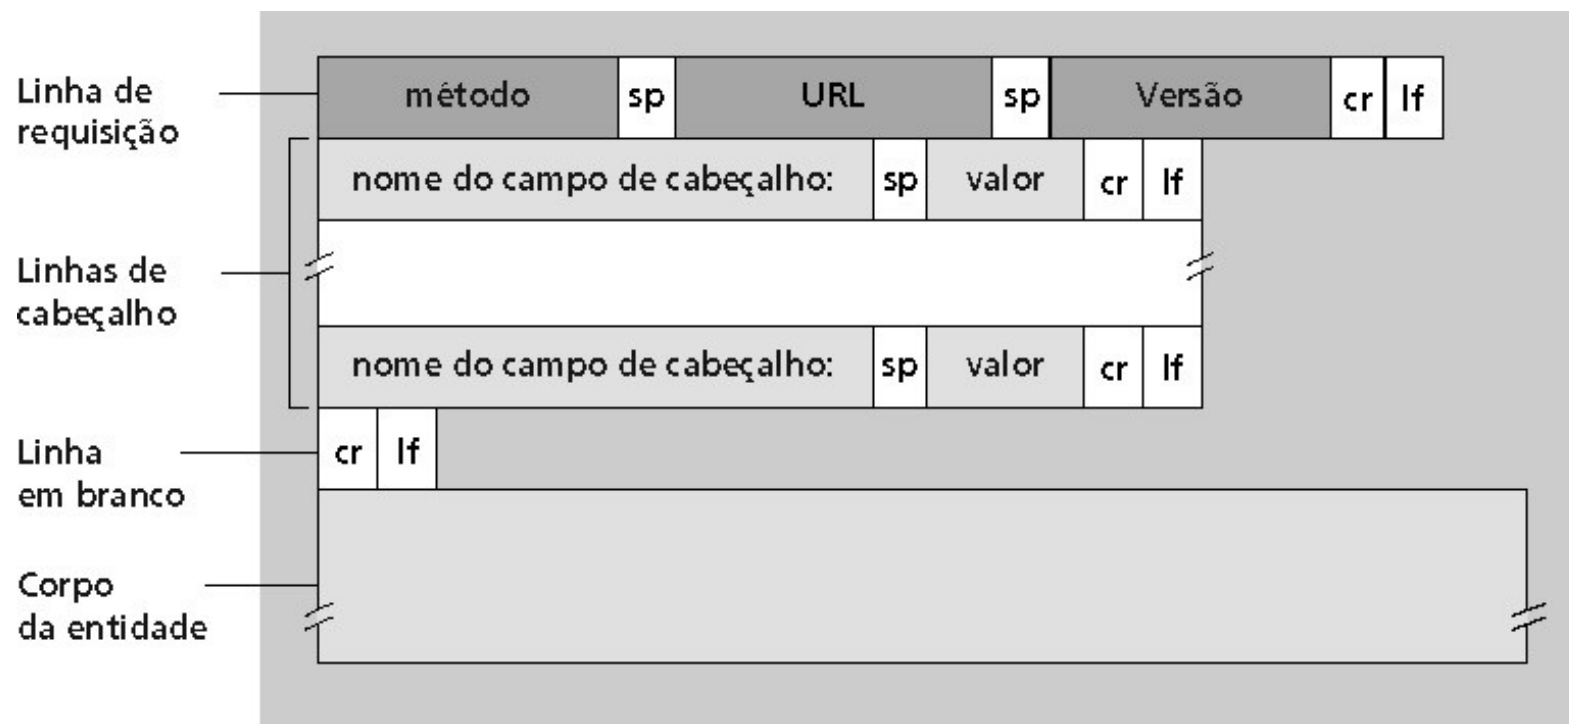 Linha de
requisição
método sp URL sp Versão cr lf
nome do campo de cabeçalho: sp valor cr lf
Linhas de
cabeçalho
nome do campo de cabeçalho: sp valor cr lf
Linha
em branco
cr lf
Corpo
da entidade